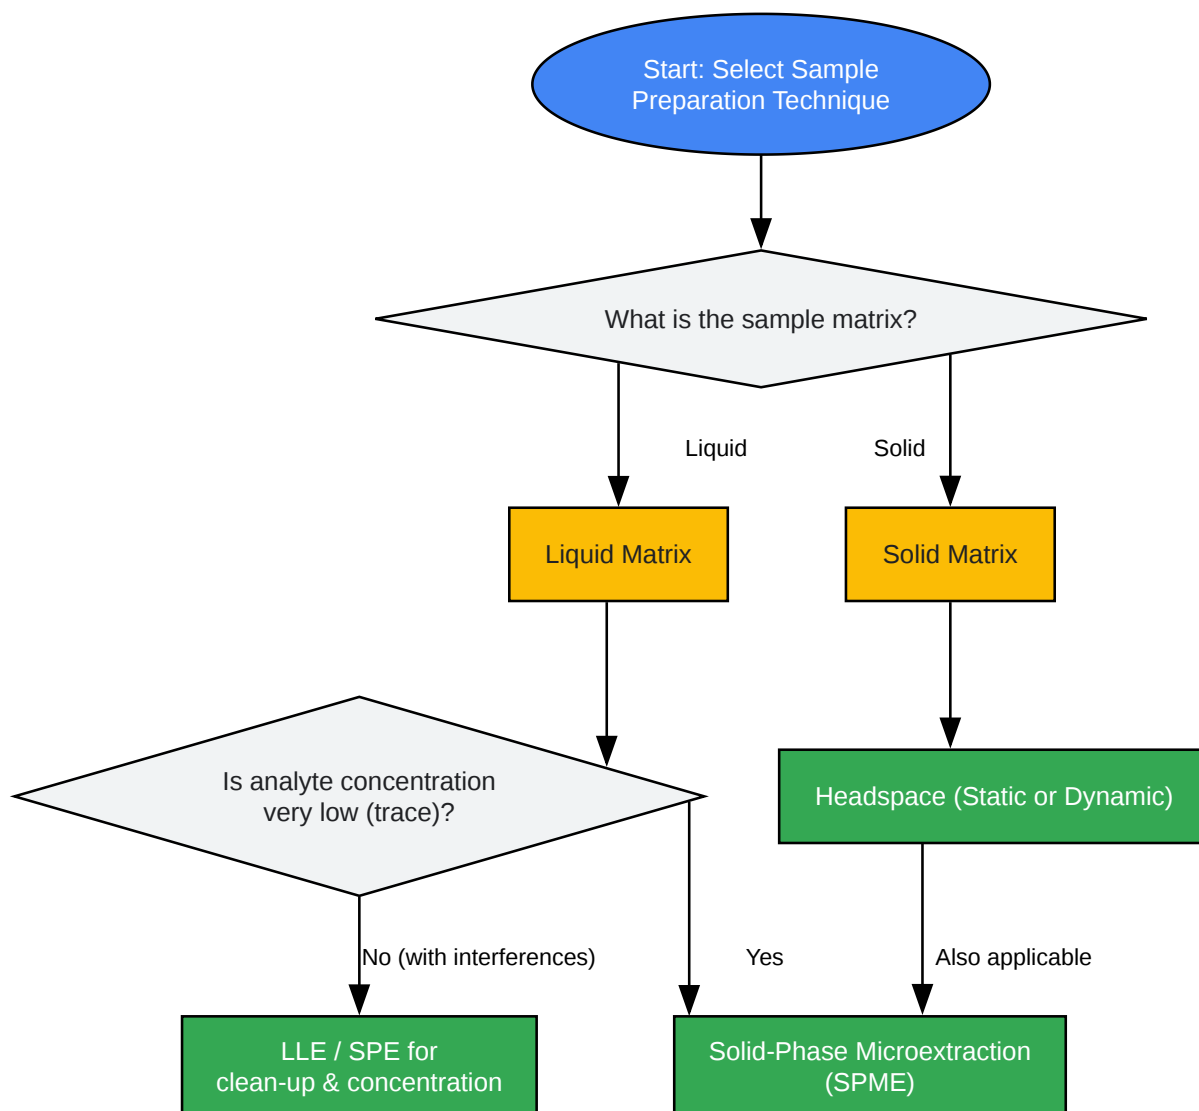 Start: Select Sample
Preparation Technique
What is the sample matrix?
Liquid
Solid
Liquid Matrix
Solid Matrix
Is analyte concentration
very low (trace)?
Headspace (Static or Dynamic)
No (with interferences)
Yes
Also applicable
LLE / SPE for
clean-up & concentration
Solid-Phase Microextraction
(SPME)